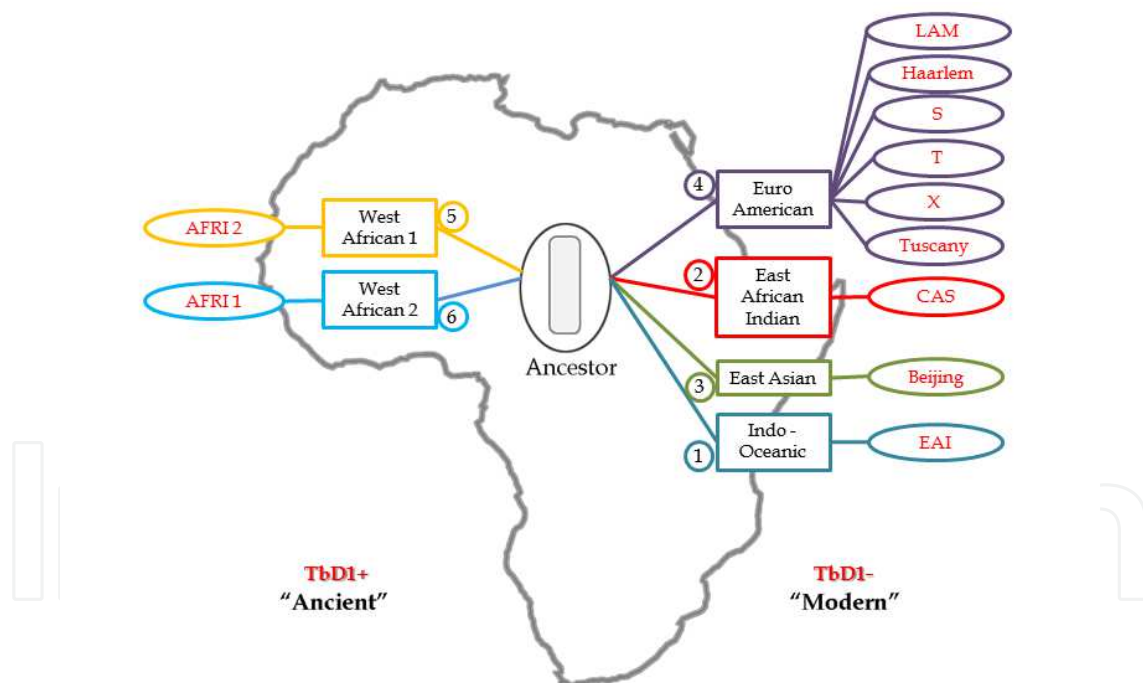 LAM
Haarlem
S
T
X
Tuscany
4
Euro
American
5
West
African 1
AFRI 2
2
East
African
Indian
CAS
AFRI 1
West
African 2
6
Ancestor
3
East Asian
Beijing
1
Indo -
Oceanic
EAI
TbD1+
“Ancient”
TbD1-
“Modern”